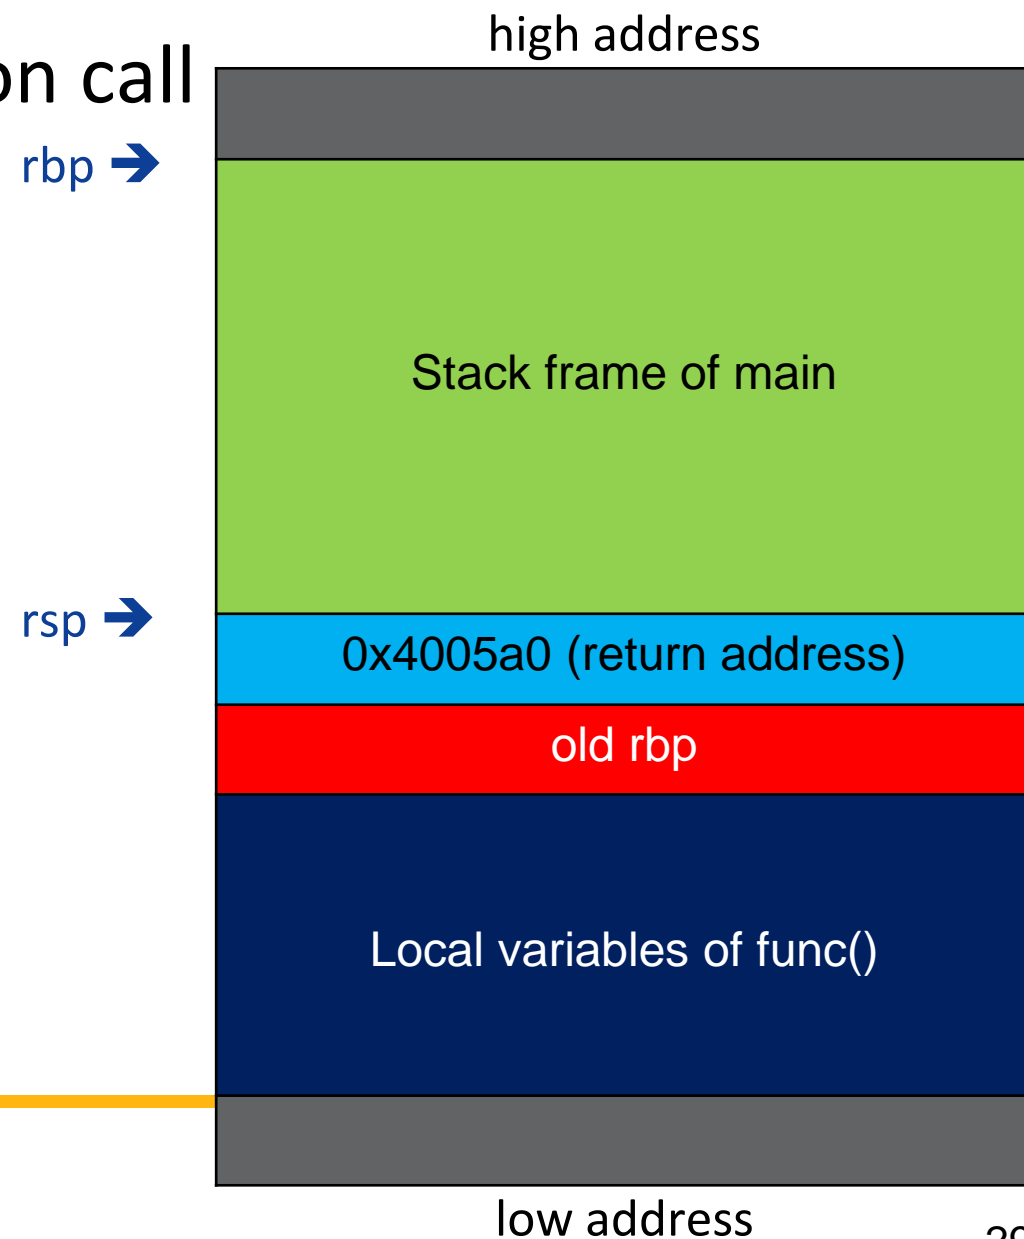 high address
on call
rbp ➔
Stack frame of main
rsp ➔
0x4005a0 (return address)
old rbp
Local variables of func()
low address
29